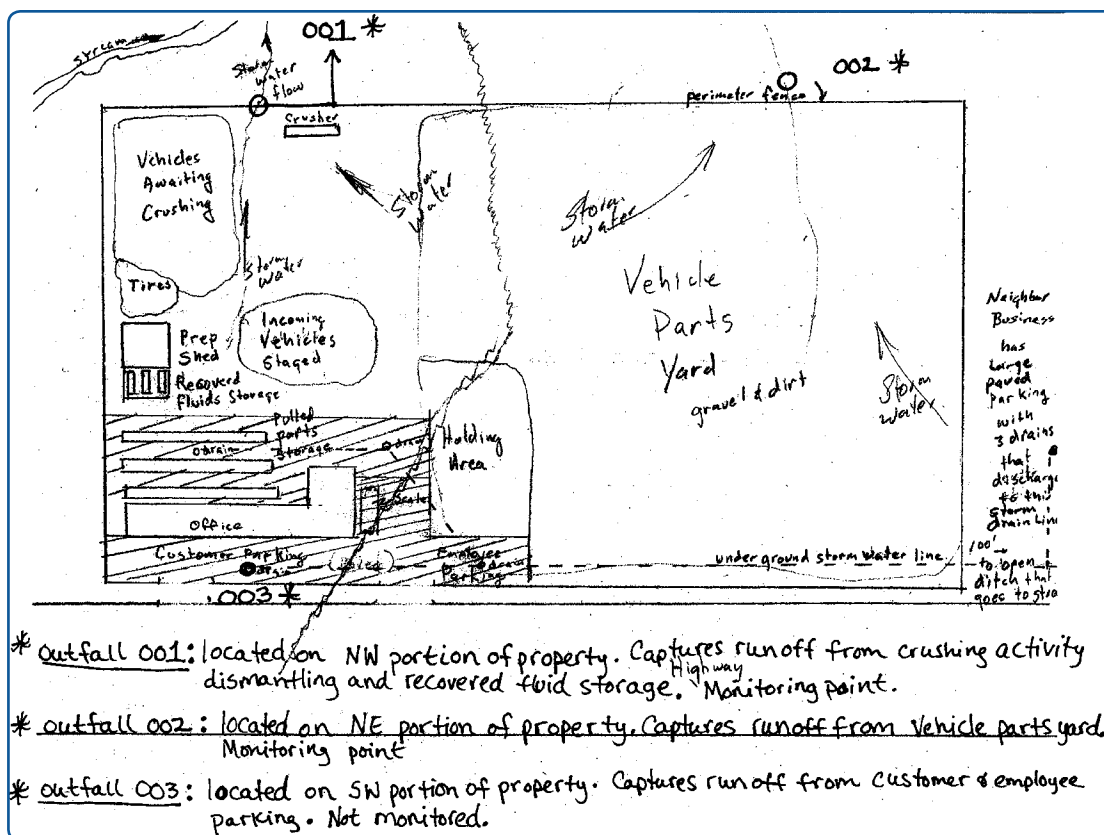 001 *
stream
Storm
water
flow
002 *
perimeter fence
Crusher
Vehicles
Awaiting
Crushing
Storm
Water
Storm
Water
Storm
Water
Tires
Incoming
Vehicles
Staged
Prep
Shed
Recoverd
fluids Storage
Vehicle
Parts
Yard
gravel & dirt
Storm
Water
Neighbor
Business
has
large
paved
parking
with
3 drains
that
discharge
to this
storm
drain line
100'
to open
ditch that
goes to
Pulled
parts
storage
drain
drain
Holding
Area
Scale
Office
Customer Parking
drain
(paved)
Employee
Parking
drain
underground storm water line
.003 *
* outfall 001: located on NW portion of property. Captures runoff from crushing activity
dismantling and recovered fluid storage. Monitoring point.
Highway
* outfall 002: located on NE portion of property. Captures runoff from Vehicle parts yard.
Monitoring point
* outfall 003: located on SW portion of property. Captures runoff from customer & employee
parking. Not monitored.